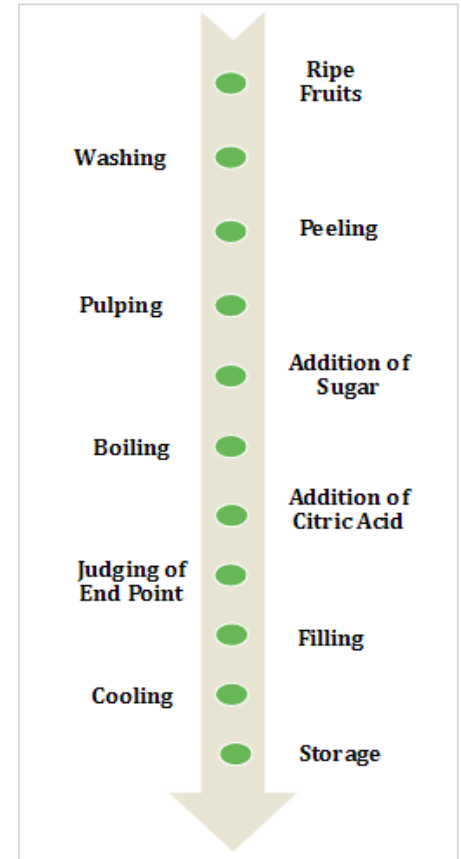 Ripe
Fruits
Washing
Peeling
Pulping
Addition of
Sugar
Boiling
Addition of
Citric Acid
Judging of
End Point
Filling
Cooling
Storage